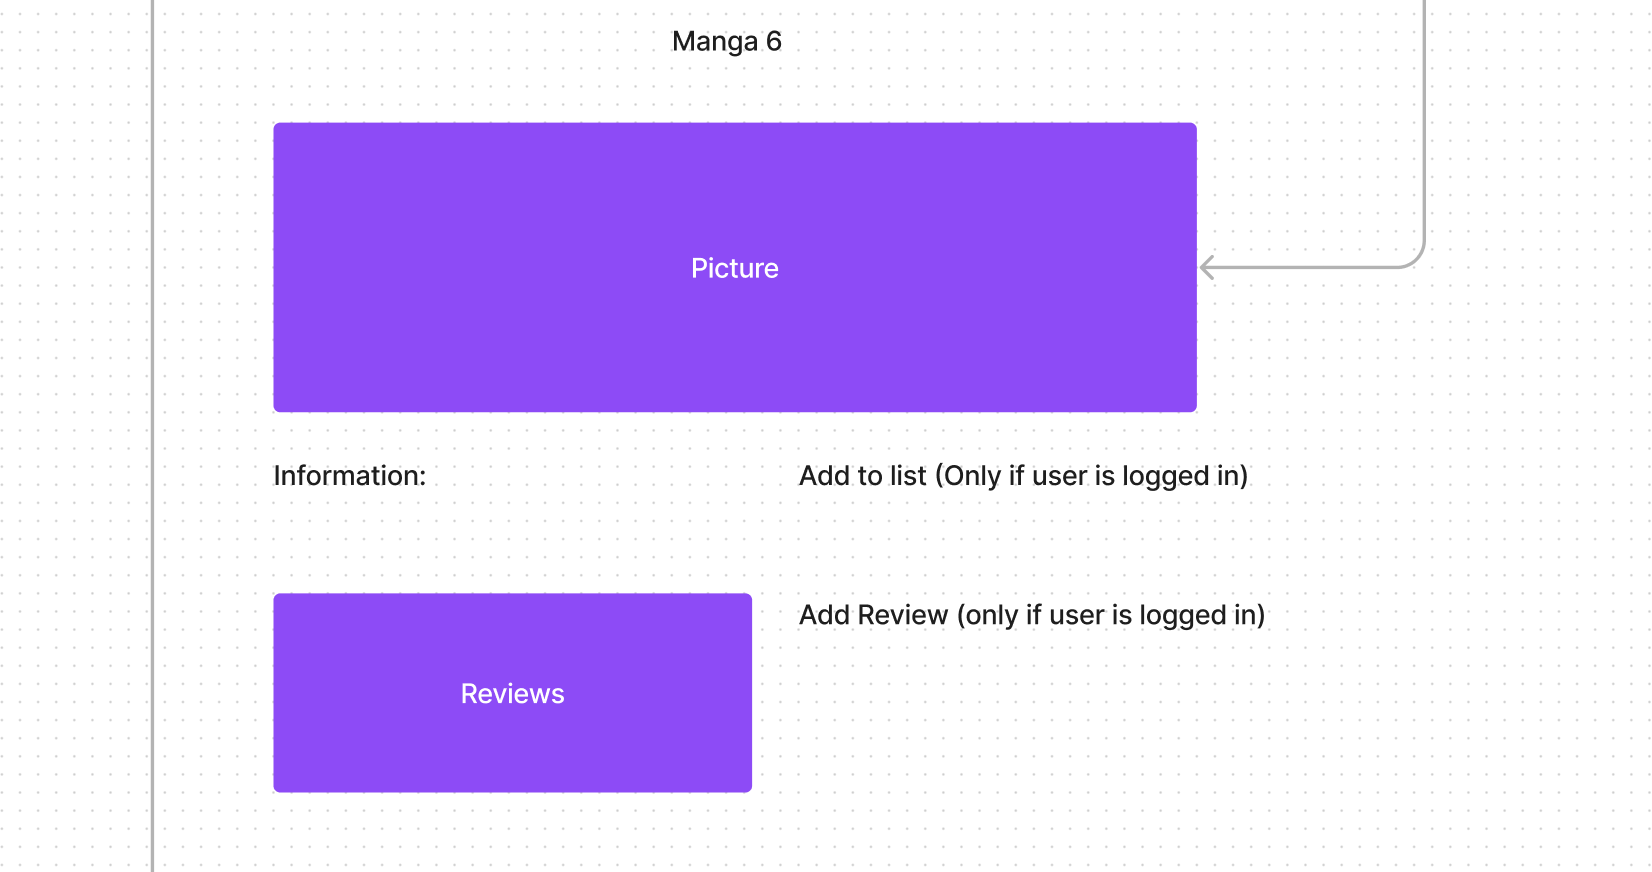 Manga 6
Picture
Information:
Add to list (Only if user is logged in)
Add Review (only if user is logged in)
Reviews